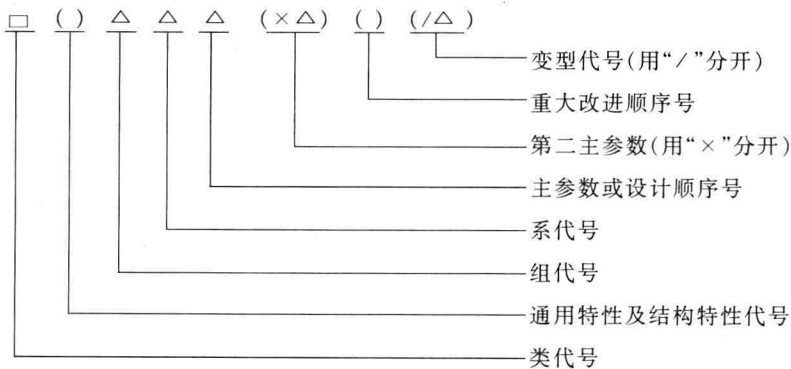 □ ( ) △ △ △ (×△) ( ) (/△)
变型代号(用“/”分开)
重大改进顺序号
第二主参数(用“×”分开)
主参数或设计顺序号
系代号
组代号
通用特性及结构特性代号
类代号